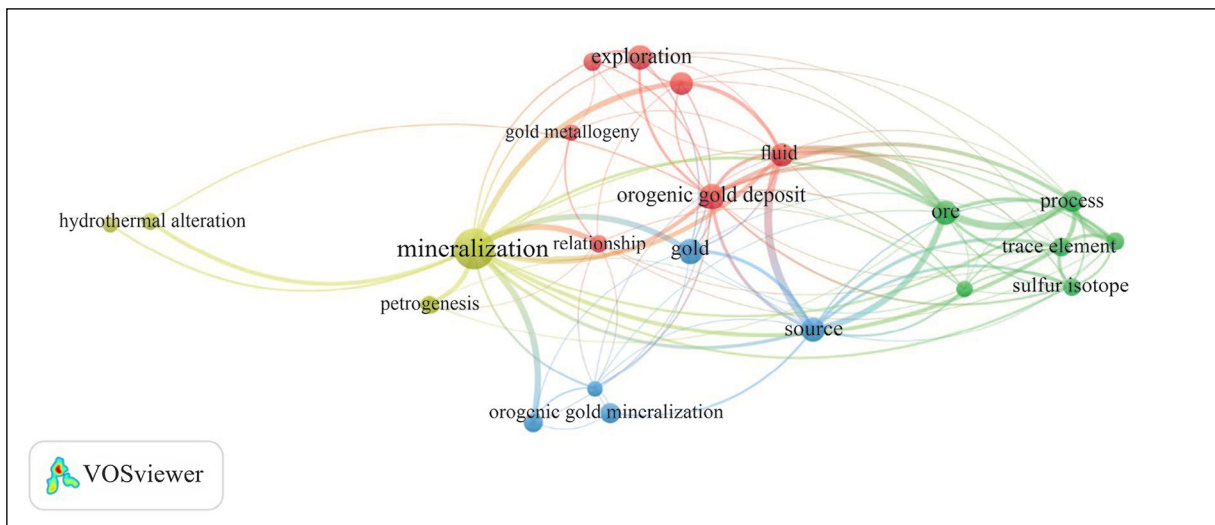 exploration
gold metallogeny
fluid
orogenic gold deposit
process
ore
hydrothermal alteration
mineralization
relationship
gold
trace element
sulfur isotope
petrogenesis
source
orogenic gold mineralization
VOSviewer